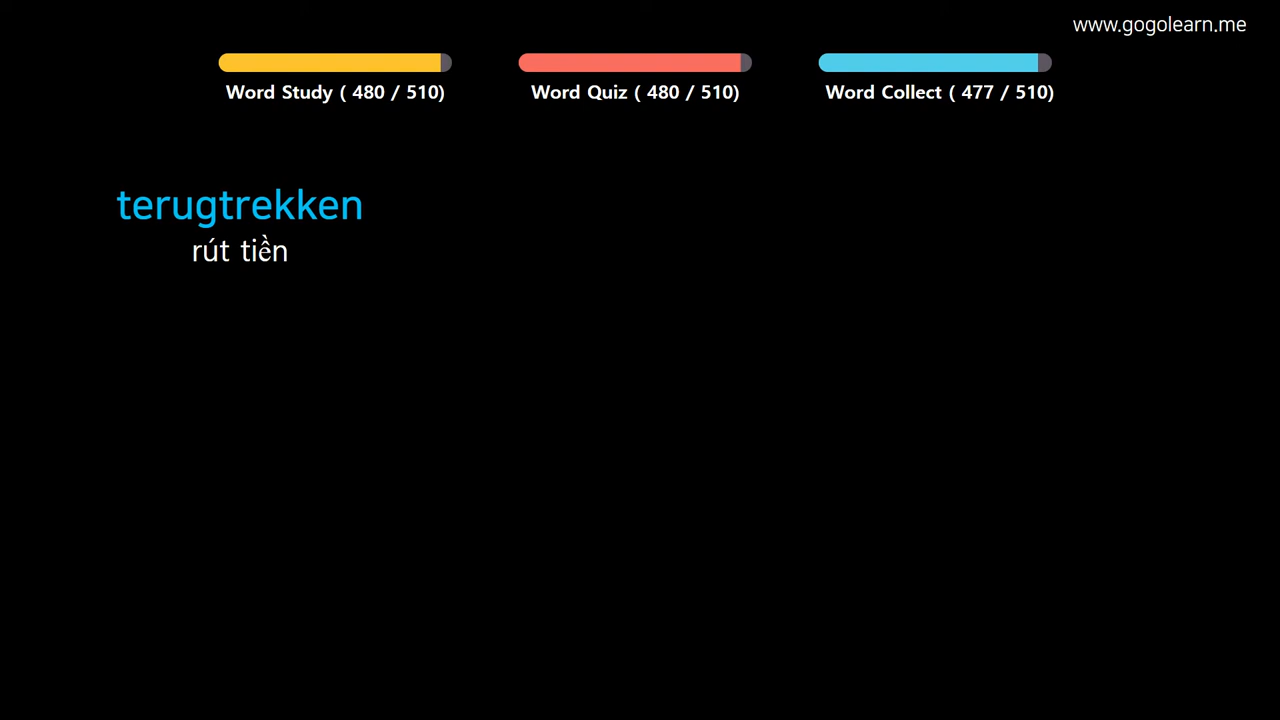 www.gogolearn.me
Word Study ( 480 / 510)
Word Quiz ( 480 / 510)
Word Collect ( 477 / 510)
terugtrekken
rút tiền